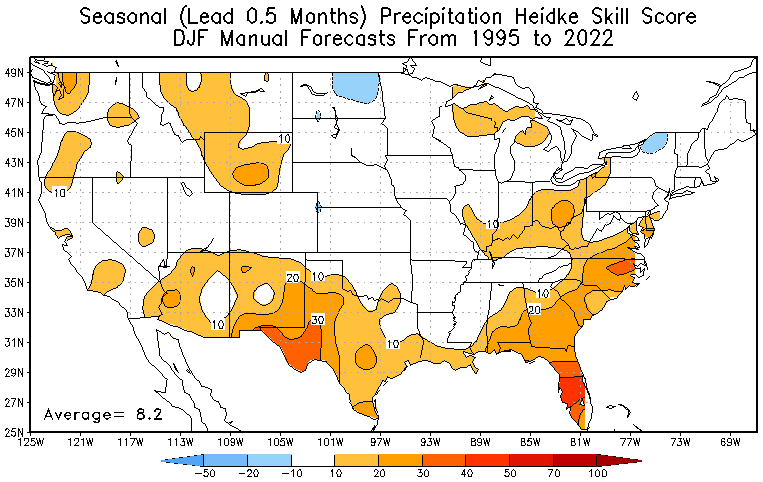 Seasonal (Lead 0.5 Months) Precipitation Heidke Skill Score
DJF Manual Forecasts From 1995 to 2022
49N
47N
45N
43N
41N
39N
37N
35N
33N
31N
29N
27N
25N
10
10
10
20
10
10
30
10
10
20
Average= 8.2
125W 121W 117W 113W 109W 105W 101W 97W 93W 89W 85W 81W 77W 73W 69W
-50 -20 -10 10 20 30 40 50 70 100